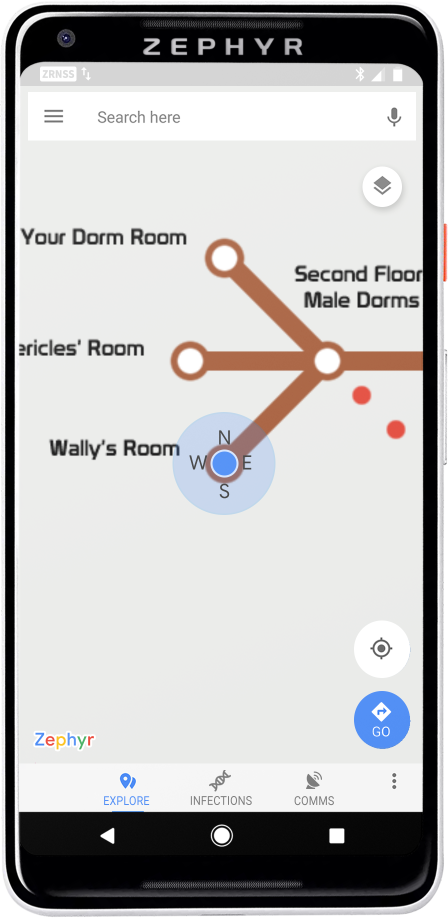 ZEPHYR
ZRNSS
Search here
Your Dorm Room
Second Floor
Male Dorms
ericles' Room
Wally's Room
N
W E
S
GO
Zephyr
EXPLORE
INFECTIONS
COMMS